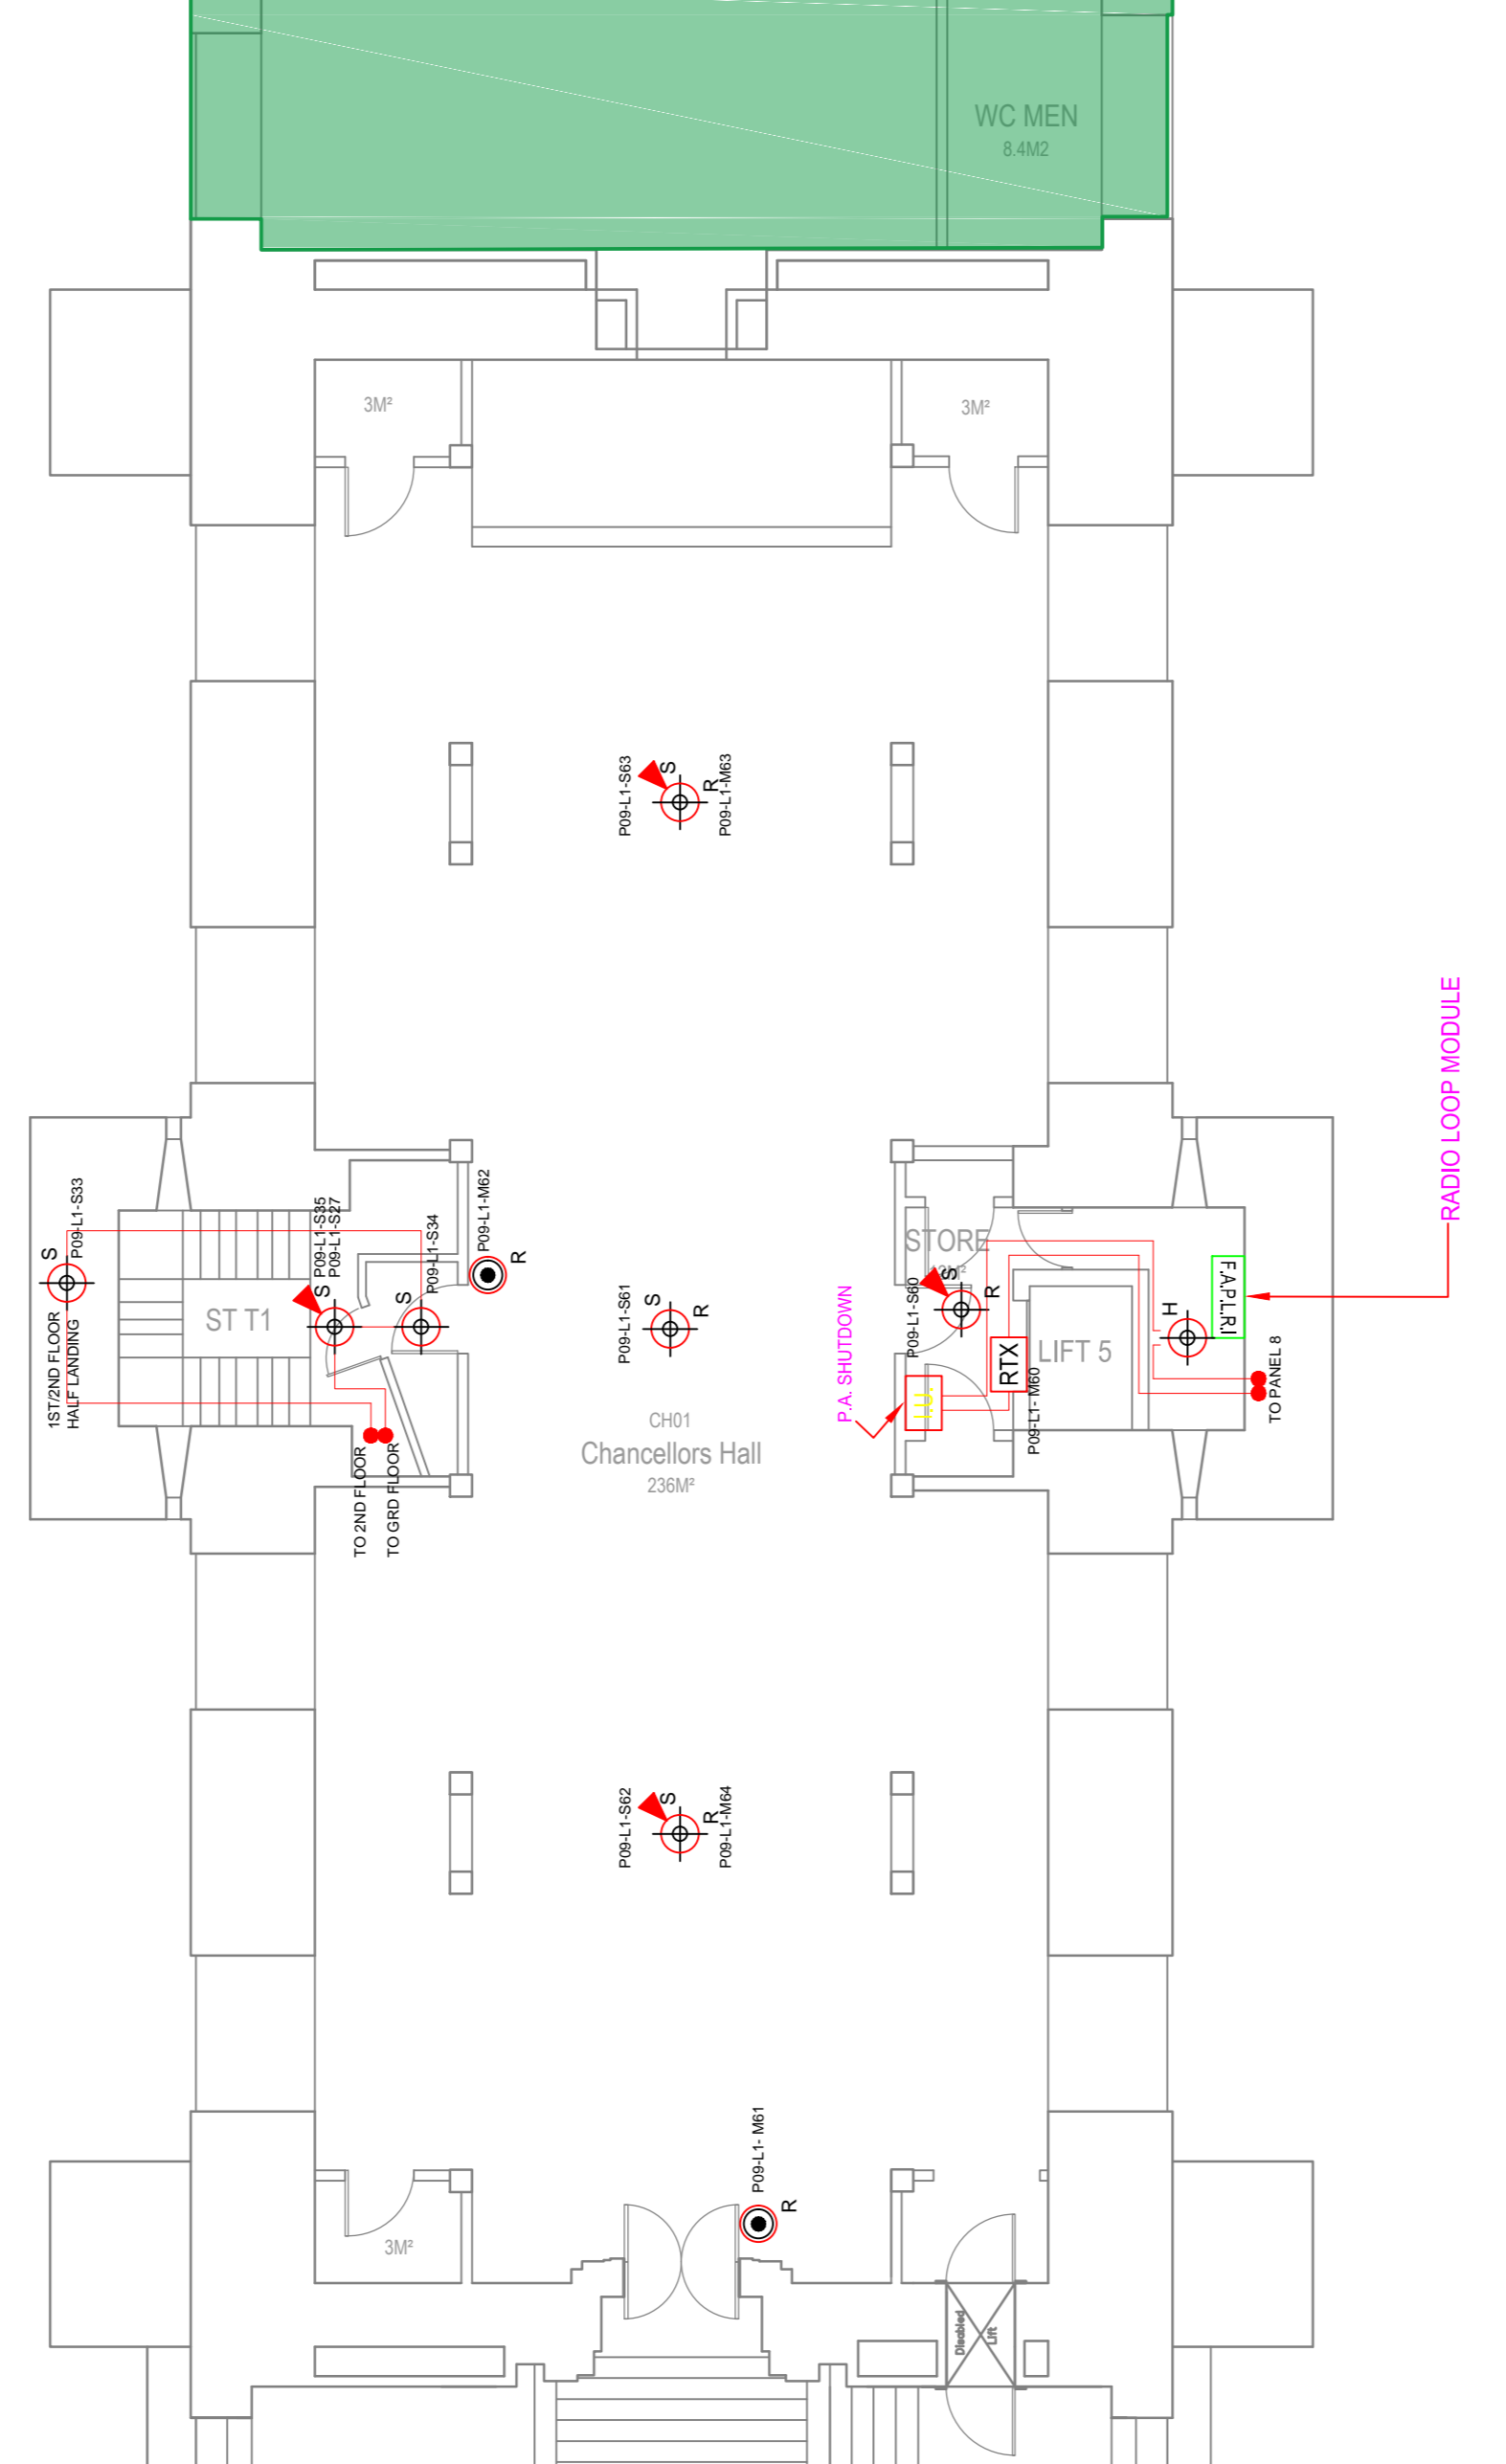 WC MEN
8.4M2
3M²
3M²
P09-L1-S63
S
R
P09-L1-M63
RADIO LOOP MODULE
S
P09-L1-S33
1ST/2ND FLOOR
HALF LANDING
ST T1
S
P09-L1-S35
P09-L1-S27
S
P09-L1-S34
P09-L1-M62
R
TO 2ND FLOOR
TO GRD FLOOR
P09-L1-S61
S
R
CH01
Chancellors Hall
236M²
STORE
P09-L1-S60
S
R
P.A. SHUTDOWN
I.U.
RTX
P09-L1- M60
LIFT 5
H
F.A.P.L.R.I
TO PANEL 8
P09-L1-S62
S
R
P09-L1-M64
P09-L1- M61
R
3M²
Disabled
Lift